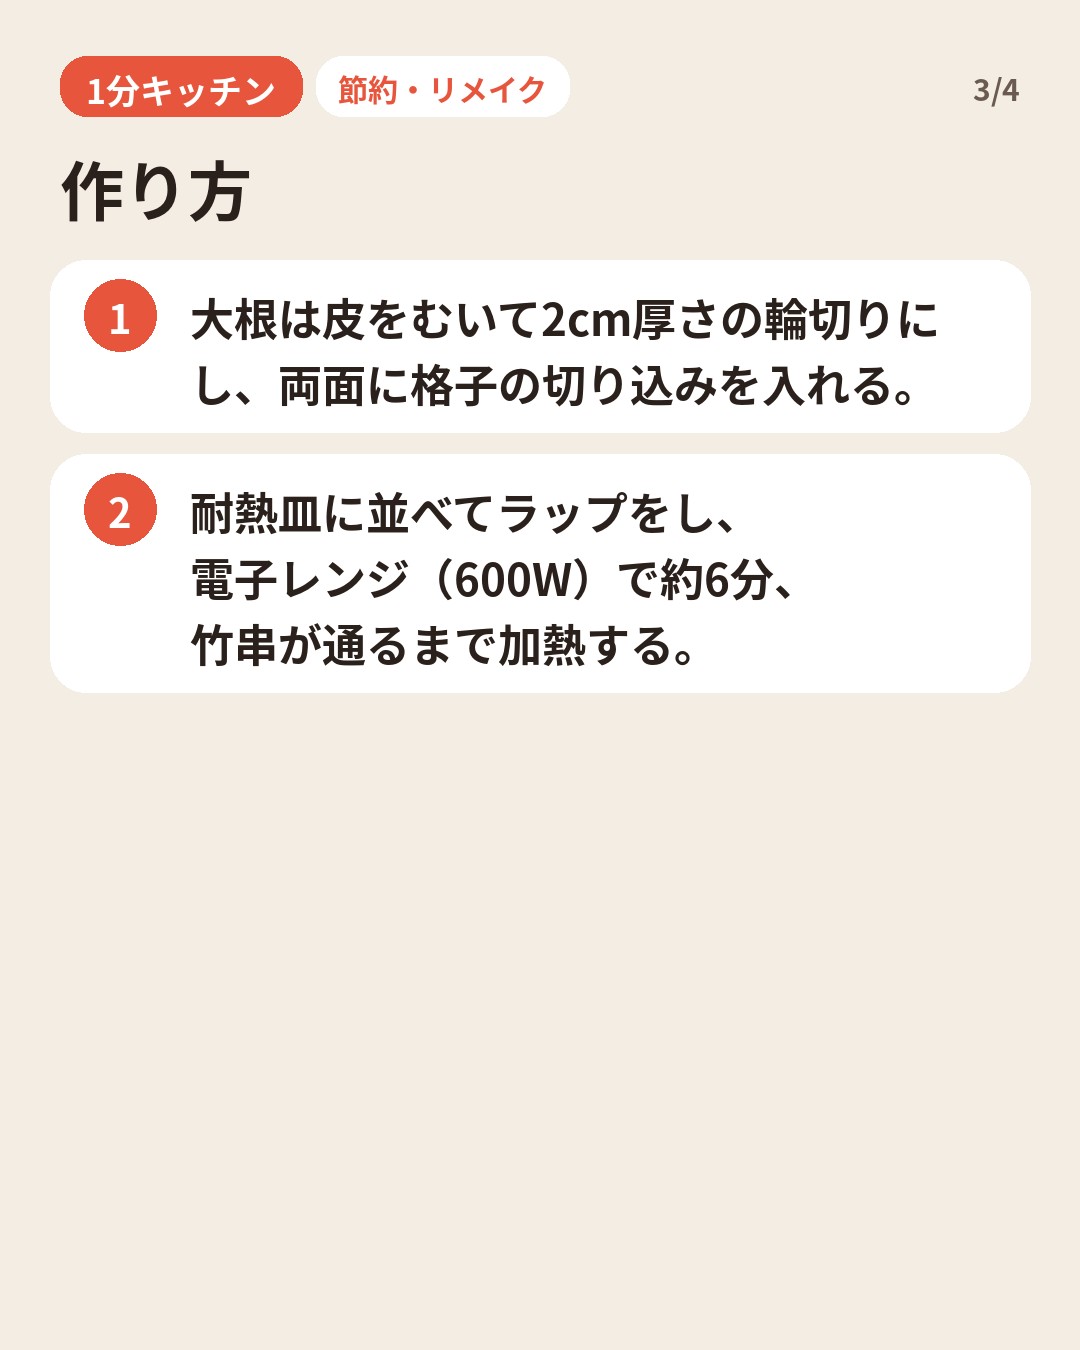 1分キッチン
節約・リメイク
3/4
作り方
1
大根は皮をむいて2cm厚さの輪切りに
し、両面に格子の切り込みを入れる。
2
耐熱皿に並べてラップをし、
電子レンジ（600W）で約6分、
竹串が通るまで加熱する。